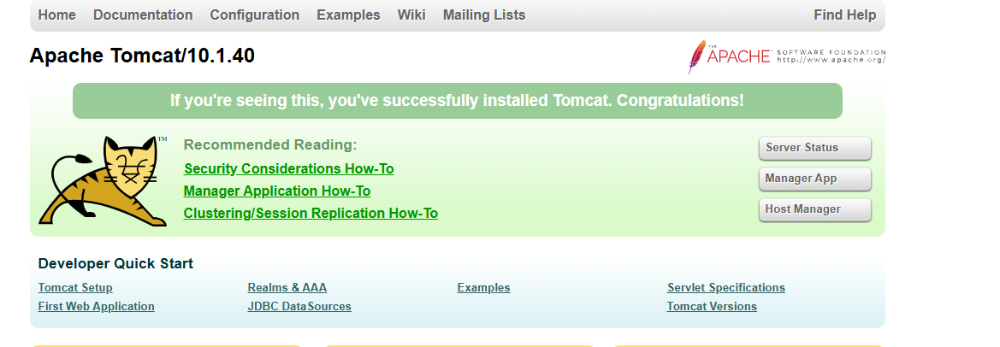 Home Documentation Configuration Examples Wiki Mailing Lists Find Help
Apache Tomcat/10.1.40
THE
APACHE SOFTWARE FOUNDATION
http://www.apache.org/
If you're seeing this, you've successfully installed Tomcat. Congratulations!
TM
Recommended Reading:
Security Considerations How-To
Manager Application How-To
Clustering/Session Replication How-To
Server Status
Manager App
Host Manager
Developer Quick Start
Tomcat Setup Realms & AAA Examples Servlet Specifications
First Web Application JDBC DataSources Tomcat Versions